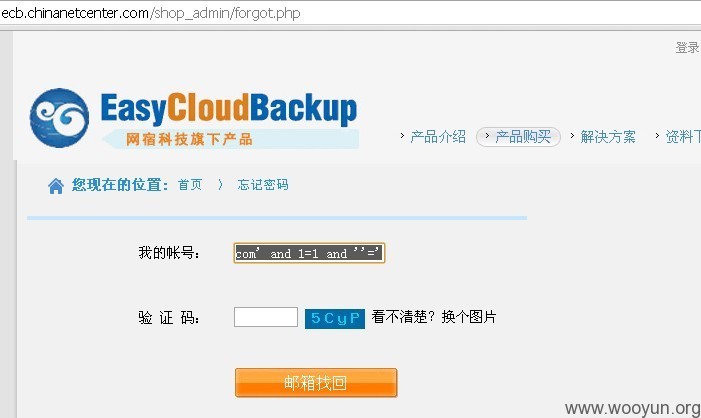 ecb.chinanetcenter.com/shop_admin/forgot.php
登录
EasyCloudBackup
网宿科技旗下产品
产品介绍 产品购买 解决方案 资料下
您现在的位置: 首页 〉 忘记密码
我的帐号:
com' and 1=1 and ''='
验 证 码: 5CyP 看不清楚? 换个图片
邮箱找回
www.wooyun.org